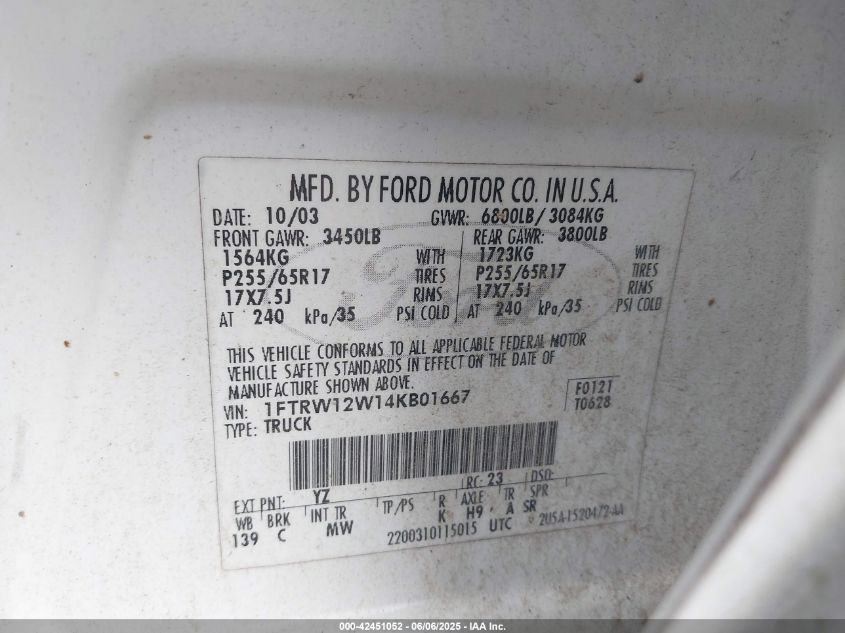 MFD. BY FORD MOTOR CO. IN U.S.A.
DATE: 10/03 GVWR: 6800LB/ 3084KG
FRONT GAWR: 3450LB REAR GAWR: 3800LB
1564KG WITH 1723KG WITH
P255/65R17 TIRES P255/65R17 TIRES
17X7.5J RIMS 17X7.5J RIMS
AT 240 kPa/35 PSI COLD AT 240 kPa/35 PSI COLD
Ford
THIS VEHICLE CONFORMS TO ALL APPLICABLE FEDERAL MOTOR
VEHICLE SAFETY STANDARDS IN EFFECT ON THE DATE OF
MANUFACTURE SHOWN ABOVE.
VIN: 1FTRW12W14KB01667 F0121
TYPE: TRUCK T0628
RC: 23 DSO:
EXT PNT: YZ
WB BRK INT TR TP/PS R AXLE TR SPR
139 C MW K H9 A SR
2200310115015 UTC
000-42451052 - 06/06/2025 - IAA Inc.